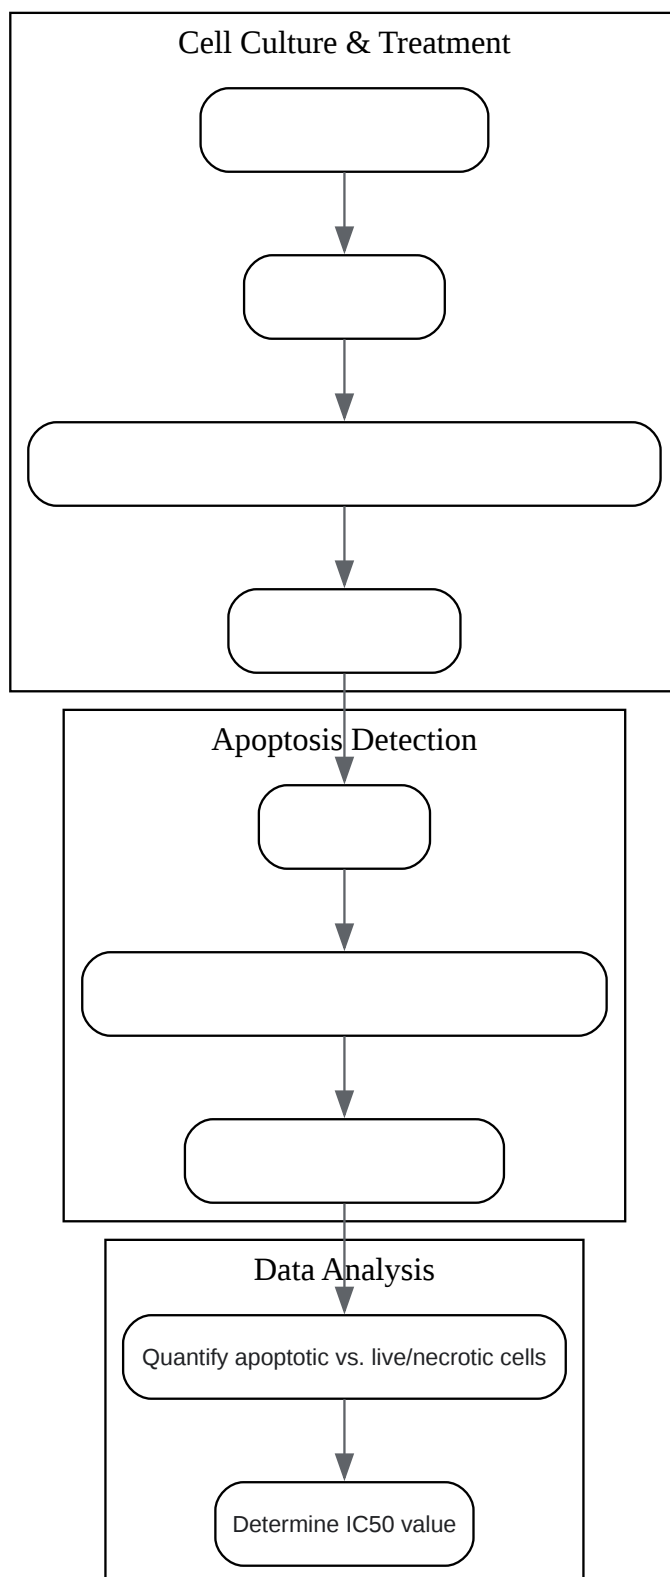 Cell Culture & Treatment
Apoptosis Detection
Data Analysis
Quantify apoptotic vs. live/necrotic cells
Determine IC50 value